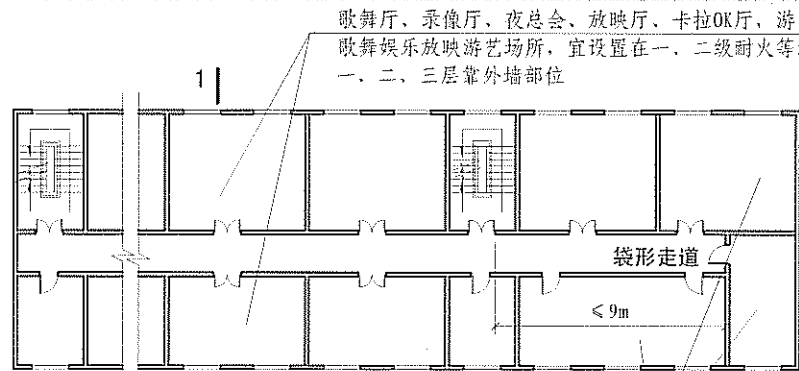 歌舞厅、录像厅、夜总会、放映厅、卡拉OK厅，游
歌舞娱乐放映游艺场所，宜设置在一、二级耐火等
一、二、三层靠外墙部位
1
袋形走道
≤9m